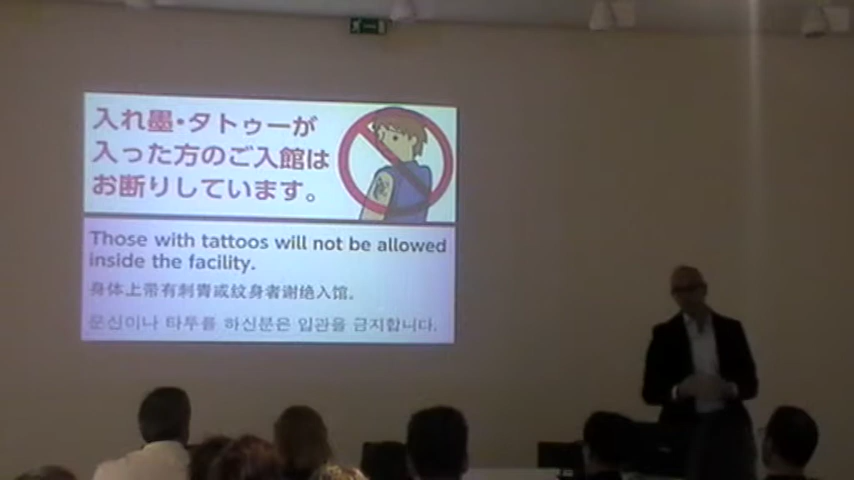 入れ墨・タトゥーが
入った方のご入館は
お断りしています。
Those with tattoos will not be allowed
inside the facility.
身体上带有刺青或纹身者谢绝入馆。
문신이나 타투를 하신분은 입관을 금지합니다.